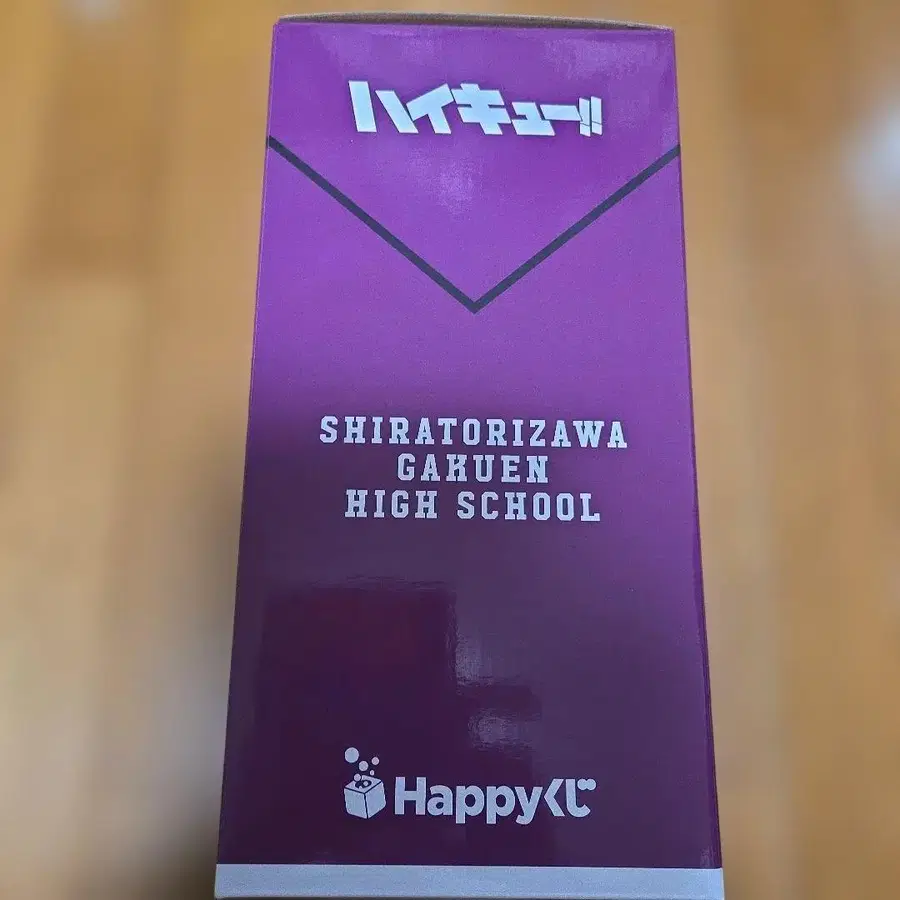 ハイキュー!!
SHIRATORIZAWA
GAKUEN
HIGH SCHOOL
Happyくじ